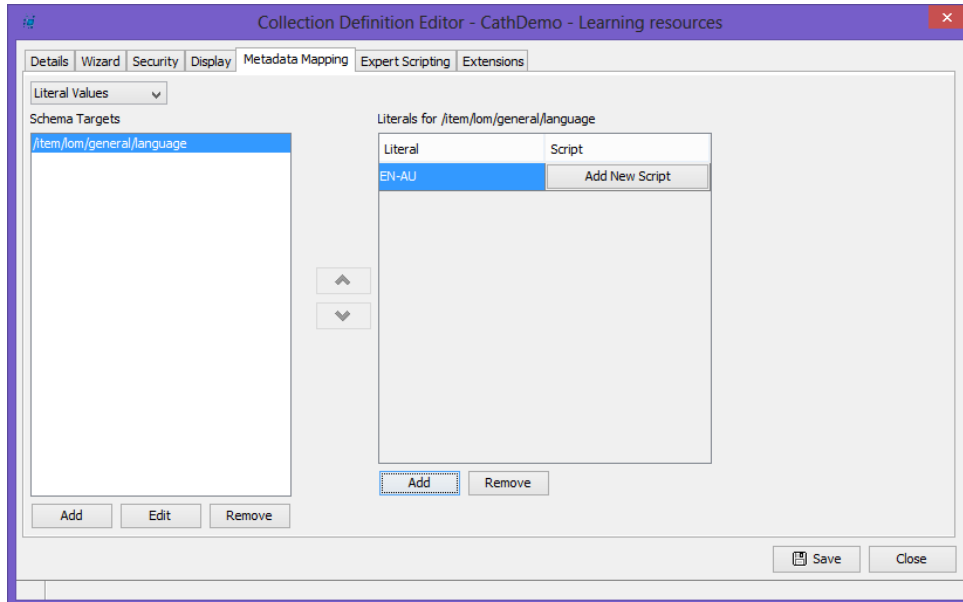 Collection Definition Editor - CathDemo - Learning resources
Details Wizard Security Display Metadata Mapping Expert Scripting Extensions
Literal Values
Schema Targets
/item/lom/general/language
Literals for /item/lom/general/language
Literal Script
EN-AU Add New Script
Add Remove
Add Edit Remove
Save Close